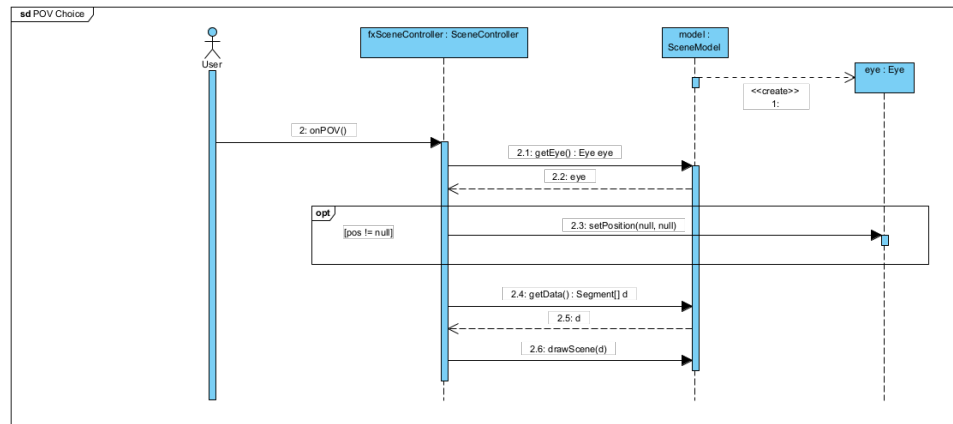 sd POV Choice
User
fxSceneController : SceneController
model :
SceneModel
eye : Eye
<<create>>
1:
2: onPOV()
2.1: getEye() : Eye eye
2.2: eye
opt
[pos != null]
2.3: setPosition(null, null)
2.4: getData() : Segment[] d
2.5: d
2.6: drawScene(d)